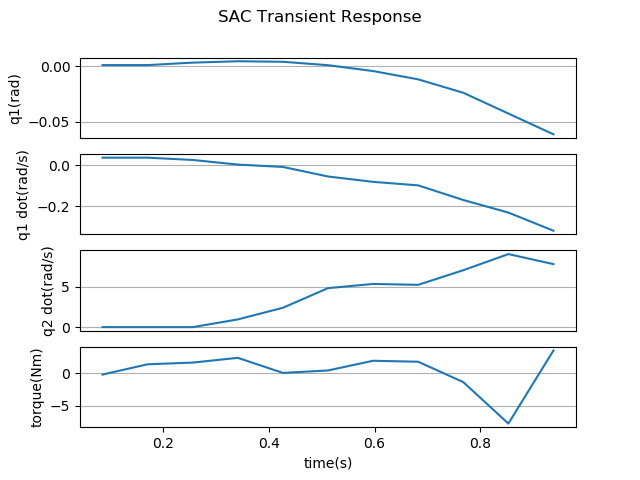 SAC Transient Response
0.00
−0.05
q1(rad)
0.0
−0.2
q1 dot(rad/s)
5
0
q2 dot(rad/s)
0
−5
torque(Nm)
0.2 0.4 0.6 0.8
time(s)